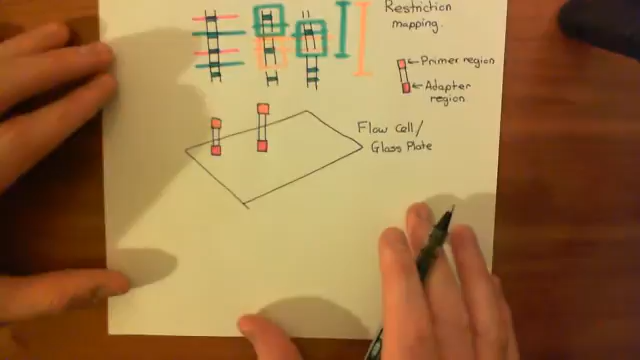 Restriction
mapping.
Primer region
Adapter
region
Flow Cell/
Glass Plate